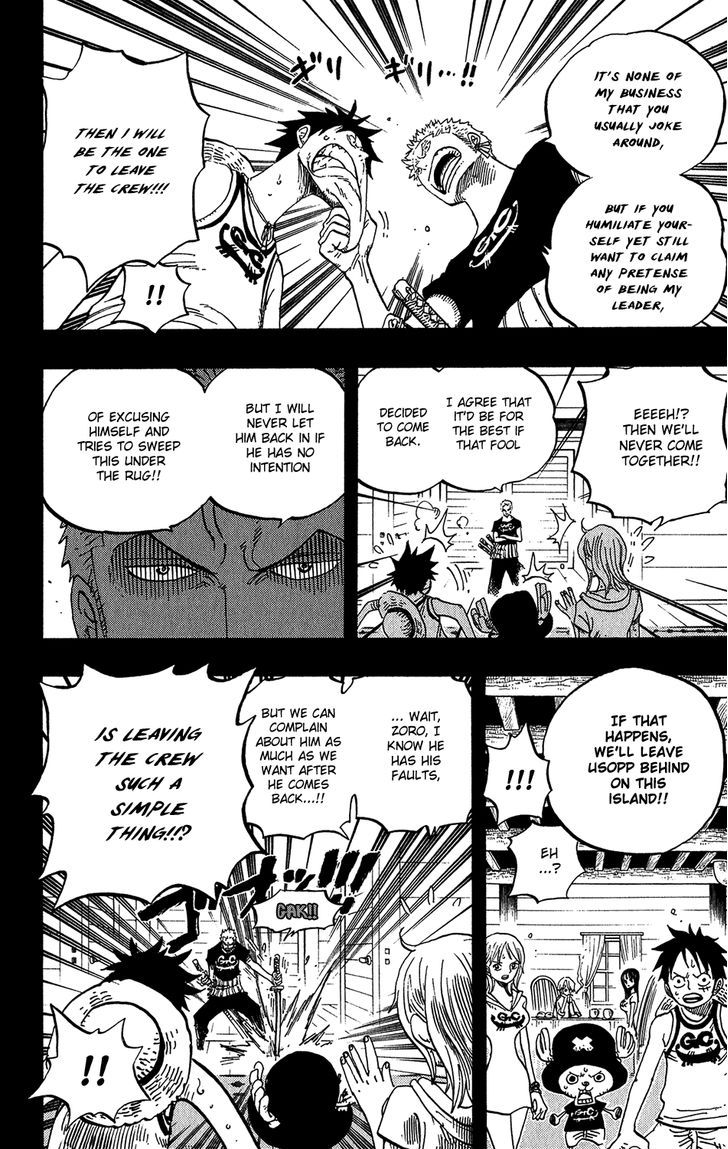 IT'S NONE OF
MY BUSINESS
THAT YOU
USUALLY JOKE
AROUND,
BUT IF YOU
HUMILIATE YOUR-
SELF YET STILL
WANT TO CLAIM
ANY PRETENSE
OF BEING MY
LEADER,
ギリ
ギリ…!!
THEN I WILL
BE THE ONE
TO LEAVE
THE CREW!!!
!!
EEEEH!?
THEN WE'LL
NEVER COME
TOGETHER!!
I AGREE THAT
IT'D BE FOR
THE BEST IF
THAT FOOL
DECIDED TO
COME
BACK.
BUT I WILL
NEVER LET
HIM BACK IN IF
HE HAS NO
INTENTION
OF EXCUSING
HIMSELF AND
TRIES TO SWEEP
THIS UNDER
THE RUG!!
IF THAT
HAPPENS,
WE'LL LEAVE
USOPP BEHIND
ON THIS
ISLAND!!
!!!
EH
...?
G.C
G.C
... WAIT,
ZORO, I
KNOW HE
HAS HIS
FAULTS,
BUT WE CAN
COMPLAIN
ABOUT HIM AS
MUCH AS WE
WANT AFTER
HE COMES
BACK...!!
GAK!!
IS LEAVING
THE CREW
SUCH A
SIMPLE
THING!!!?
!!